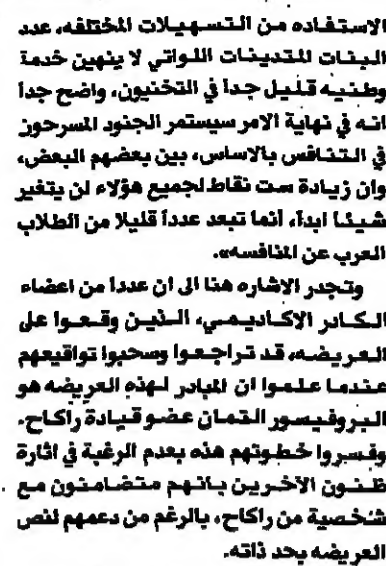 الاستفاده من التسهيلات المختلفه، عدد
البنات المتدينات اللواتي لا ينهين خدمة
وطنيه قليل جداً في التخنيون، واضح جداً
انه في نهاية الامر سيستمر الجنود المسرحون
في التنافس بالاساس، بين بعضهم البعض،
وان زيادة ست نقاط لجميع هؤلاء لن يتغير
شيئا ابداً، أنما تبعد عدداً قليلا من الطلاب
العرب عن المنافسه».
وتجدر الاشاره هنا الى ان عدداً من اعضاء
الكادر الاكاديمي، الذين وقعوا على
العريضه، قد تراجعوا وسحبوا تواقيعهم
عندما علموا ان المبادر لهذه العريضه هو
البروفيسور التمان عضو قيادة راكاح.
وفسروا خطوتهم هذه بعدم الرغبة في اثارة
ظنون الآخرين بانهم متضامنون مع
شخصية من راكاح، بالرغم من دعمهم لنص
العريضه بحد ذاته.